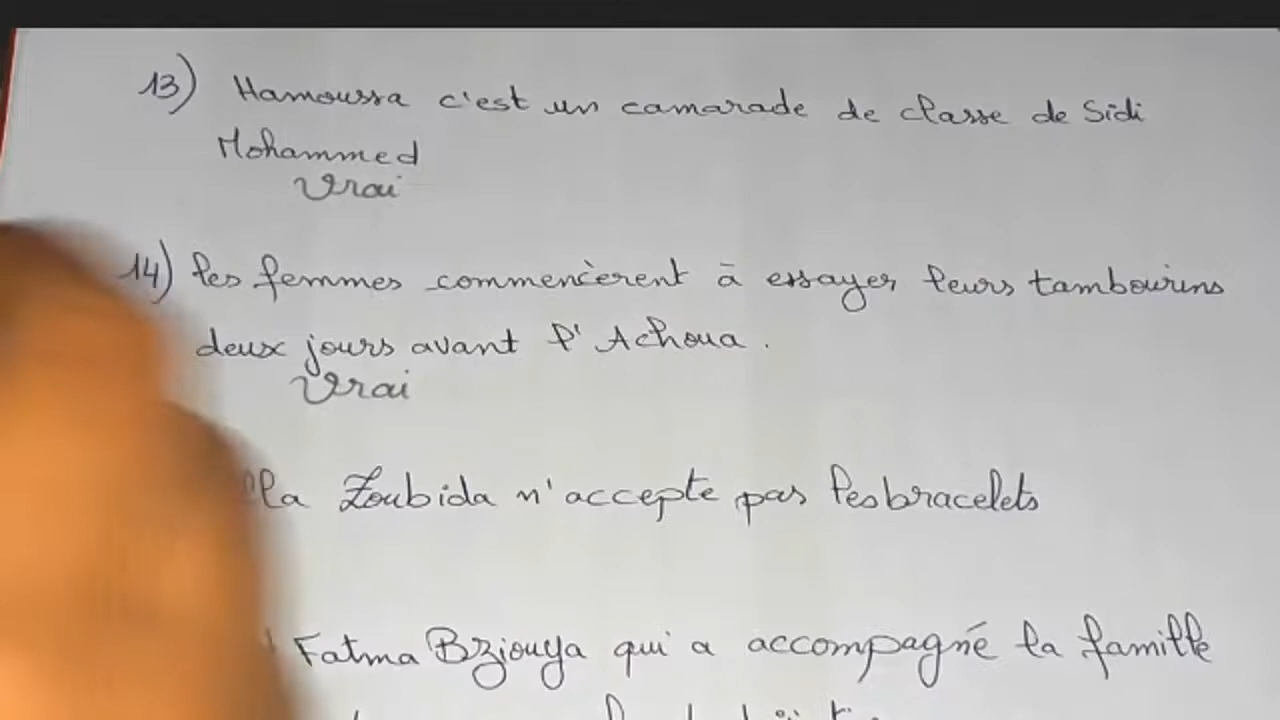 13) Hamoussa c'est un camarade de classe de Sidi
Mohammed
Vrai
14) les femmes commencèrent à essayer leurs tambourins
deux jours avant l'Achoua.
Vrai
lla Zoubida n'accepte pas les bracelets
Fatma Bziouya qui a accompagné la famille